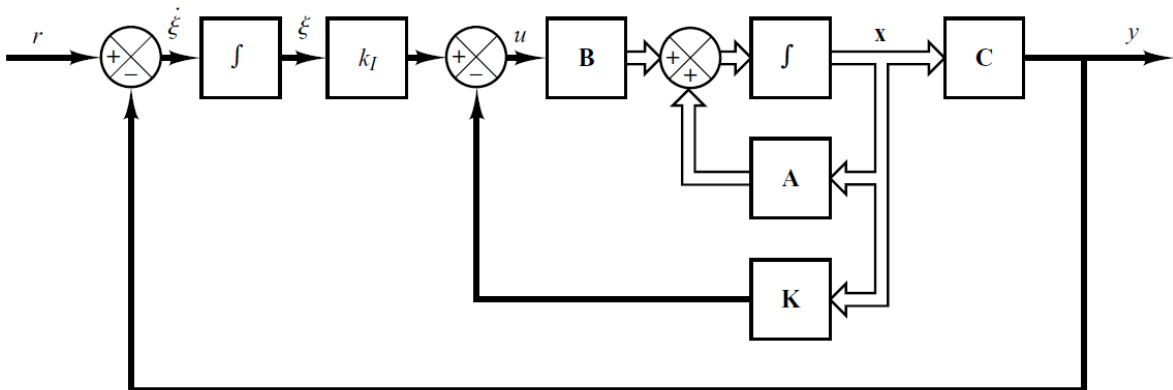 r + − ξ̇ ∫ ξ k_I + − u B + + ∫ x C y
A
K